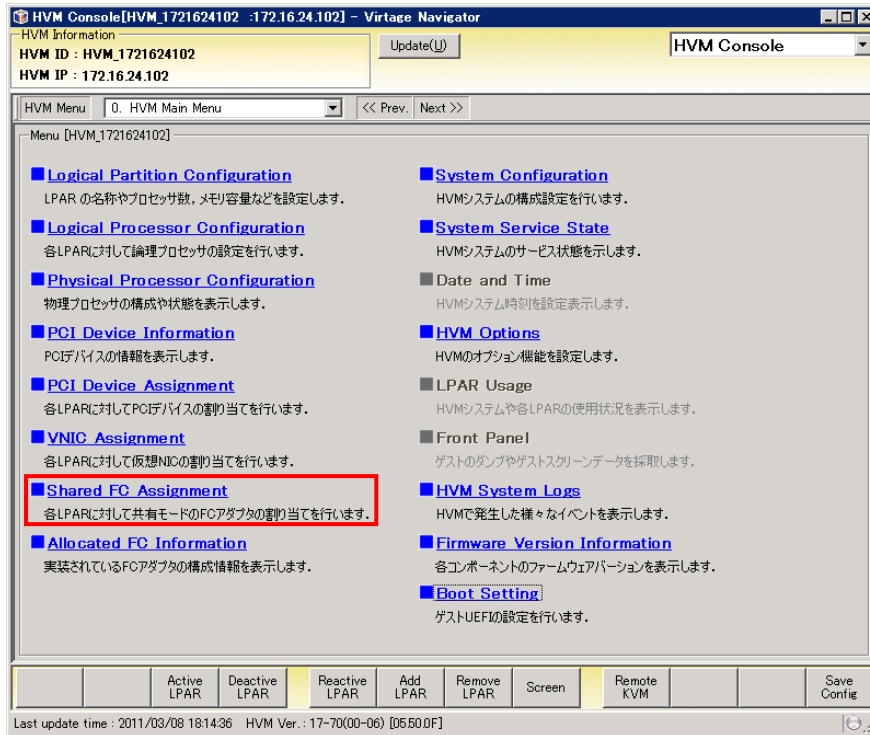 HVM Console[HVM_1721624102 :172.16.24.102] - Virtage Navigator
HVM Information
HVM ID : HVM_1721624102
HVM IP : 172.16.24.102
Update(U)
HVM Console
HVM Menu
0. HVM Main Menu
<< Prev.
Next >>
Menu [HVM_1721624102]
Logical Partition Configuration
LPAR の名称やプロセッサ数, メモリ容量などを設定します.
Logical Processor Configuration
各LPARに対して論理プロセッサの設定を行います.
Physical Processor Configuration
物理プロセッサの構成や状態を表示します.
PCI Device Information
PCIデバイスの情報を表示します.
PCI Device Assignment
各LPARに対してPCIデバイスの割り当てを行います.
VNIC Assignment
各LPARに対して仮想NICの割り当てを行います.
Shared FC Assignment
各LPARに対して共有モードのFCアダプタの割り当てを行います.
Allocated FC Information
実装されているFCアダプタの構成情報を表示します.
System Configuration
HVMシステムの構成設定を行います.
System Service State
HVMシステムのサービス状態を示します.
Date and Time
HVMシステム時刻を設定表示します.
HVM Options
HVMのオプション機能を設定します.
LPAR Usage
HVMシステムや各LPARの使用状況を表示します.
Front Panel
ゲストのダンプやゲストスクリーンデータを採取します.
HVM System Logs
HVMで発生した様々なイベントを表示します.
Firmware Version Information
各コンポーネントのファームウェアバージョンを表示します.
Boot Setting
ゲストUEFIの設定を行います.
Active LPAR
Deactive LPAR
Reactive LPAR
Add LPAR
Remove LPAR
Screen
Remote KVM
Save Config
Last update time : 2011/03/08 18:14:36 HVM Ver. : 17-70(00-06) [05.50.0F]